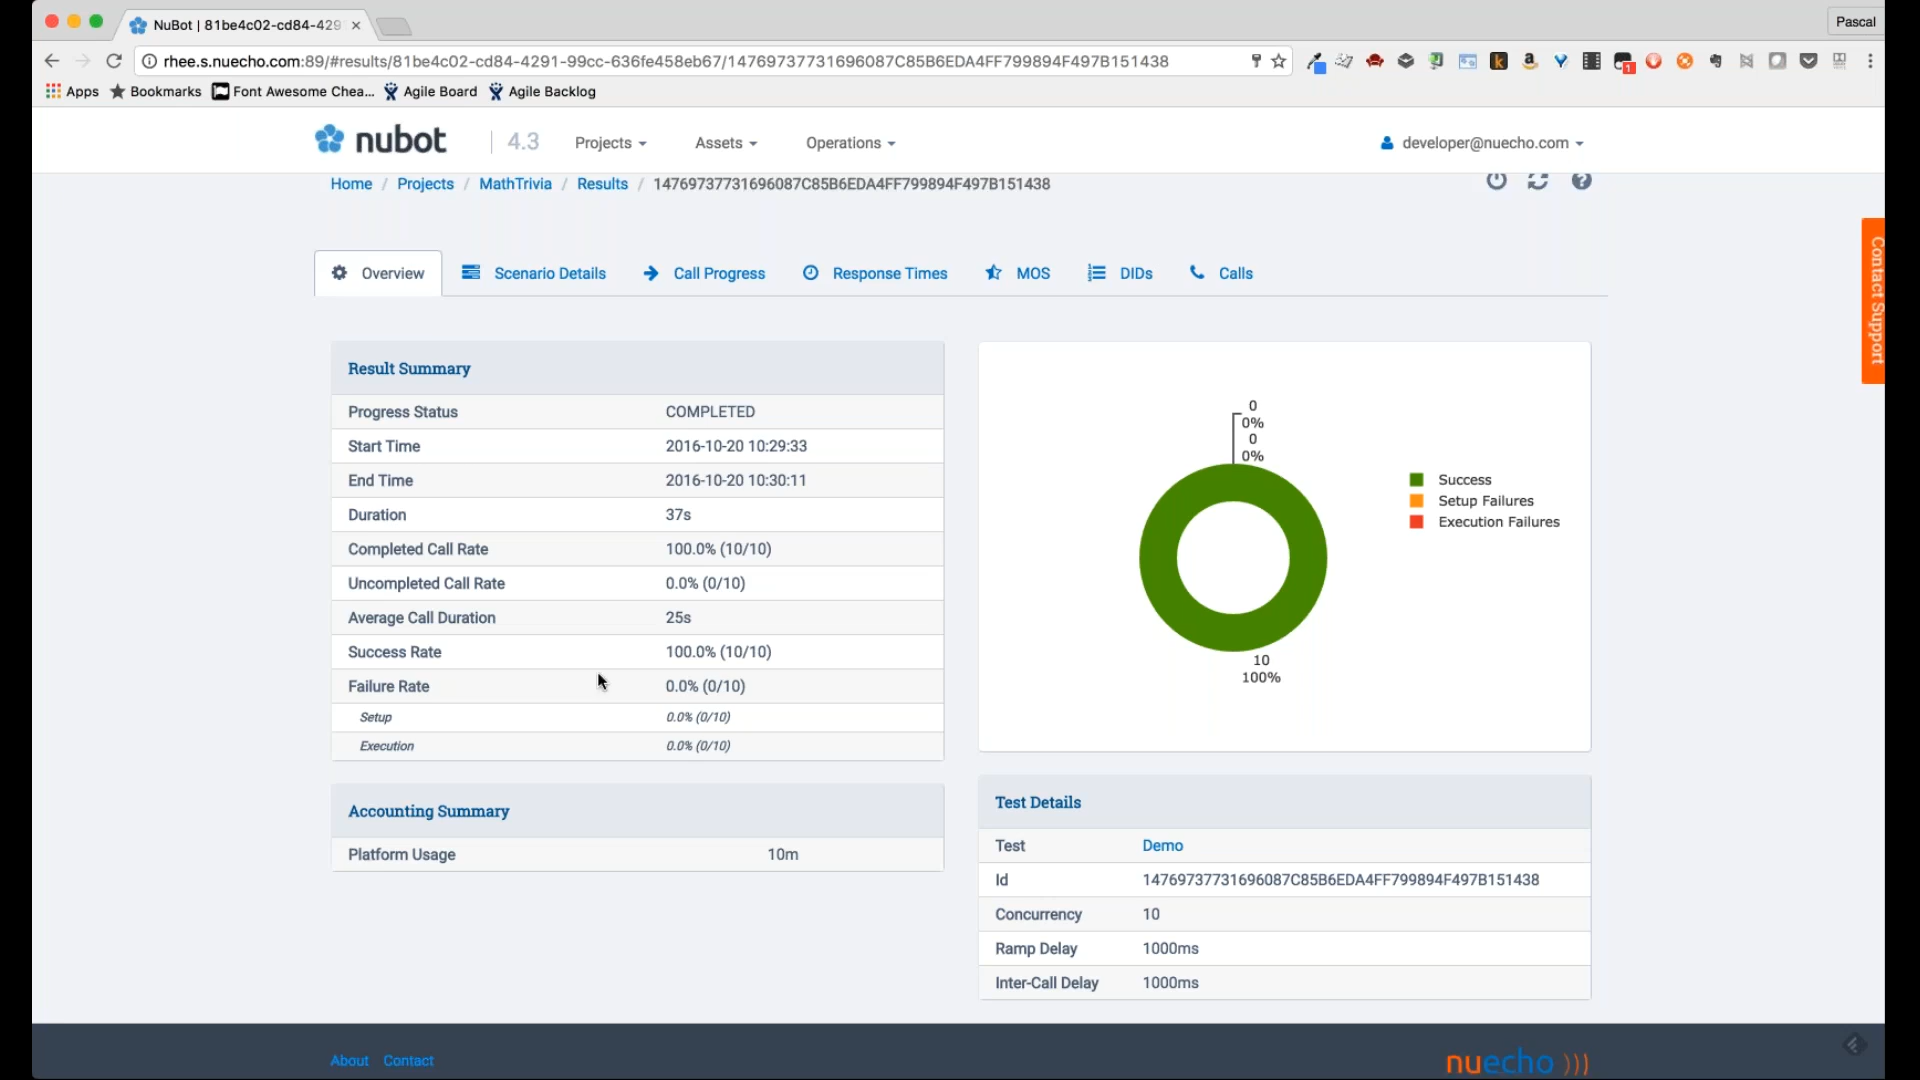 NuBot | 81be4c02-cd84-429
Pascal
rhee.s.nuecho.com:89/#results/81be4c02-cd84-4291-99cc-636fe458eb67/14769737731696087C85B6EDA4FF799894F497B151438
Apps Bookmarks Font Awesome Chea... Agile Board Agile Backlog
nubot 4.3 Projects Assets Operations developer@nuecho.com
Home / Projects / MathTrivia / Results / 14769737731696087C85B6EDA4FF799894F497B151438
Contact Support
Overview Scenario Details Call Progress Response Times MOS DIDs Calls
Result Summary
Progress Status COMPLETED
Start Time 2016-10-20 10:29:33
End Time 2016-10-20 10:30:11
Duration 37s
Completed Call Rate 100.0% (10/10)
Uncompleted Call Rate 0.0% (0/10)
Average Call Duration 25s
Success Rate 100.0% (10/10)
Failure Rate 0.0% (0/10)
Setup 0.0% (0/10)
Execution 0.0% (0/10)
0
0%
0
0%
10
100%
Success
Setup Failures
Execution Failures
Accounting Summary
Platform Usage 10m
Test Details
Test Demo
Id 14769737731696087C85B6EDA4FF799894F497B151438
Concurrency 10
Ramp Delay 1000ms
Inter-Call Delay 1000ms
About Contact
nuecho )))